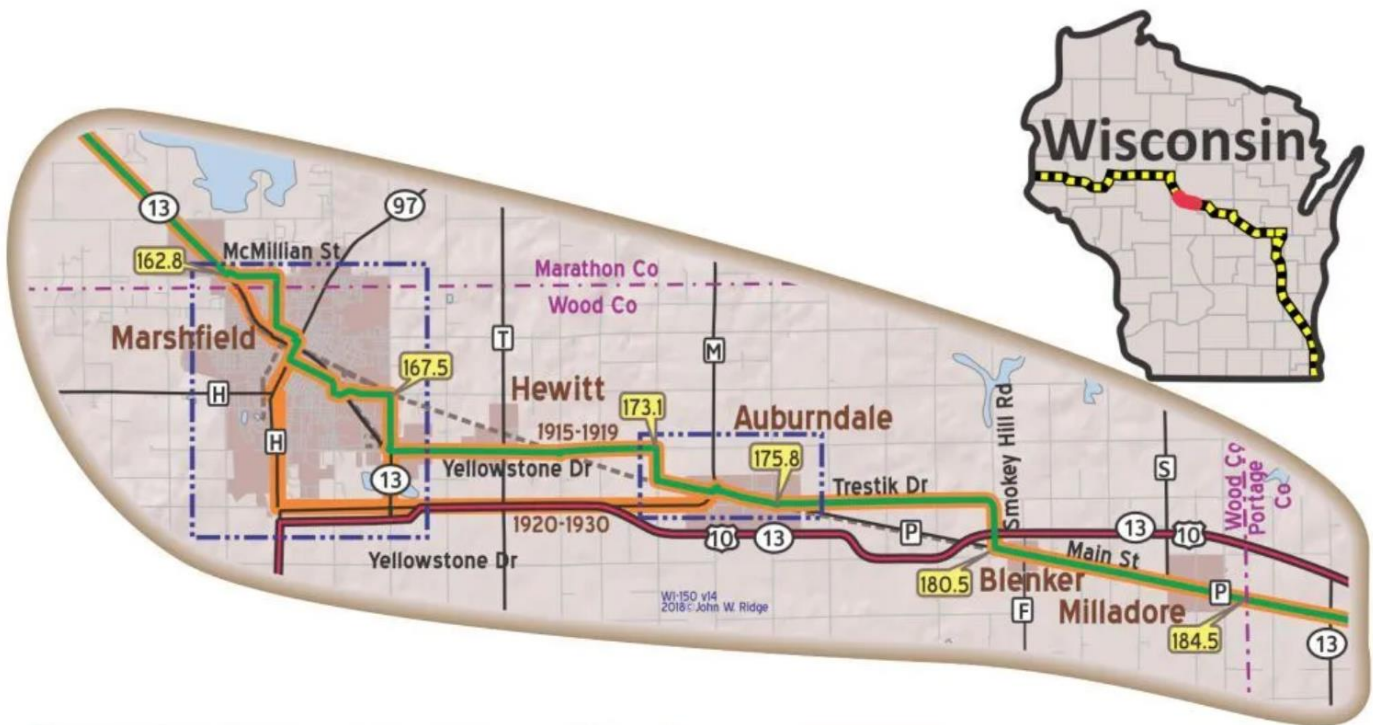 Wisconsin
13
97
McMillian St
162.8
Marathon Co
Wood Co
Marshfield
T
M
167.5
H
Hewitt
173.1
Auburndale
Smokey Hill Rd
H
1915-1919
175.8
Yellowstone Dr
13
Trestik Dr
S
Wood Co
Portage
Co
1920-1930
10
13
P
13
10
Yellowstone Dr
Main St
180.5
Blenker
P
WI-150 v14
2018© John W. Ridge
F
Milladore
184.5
13